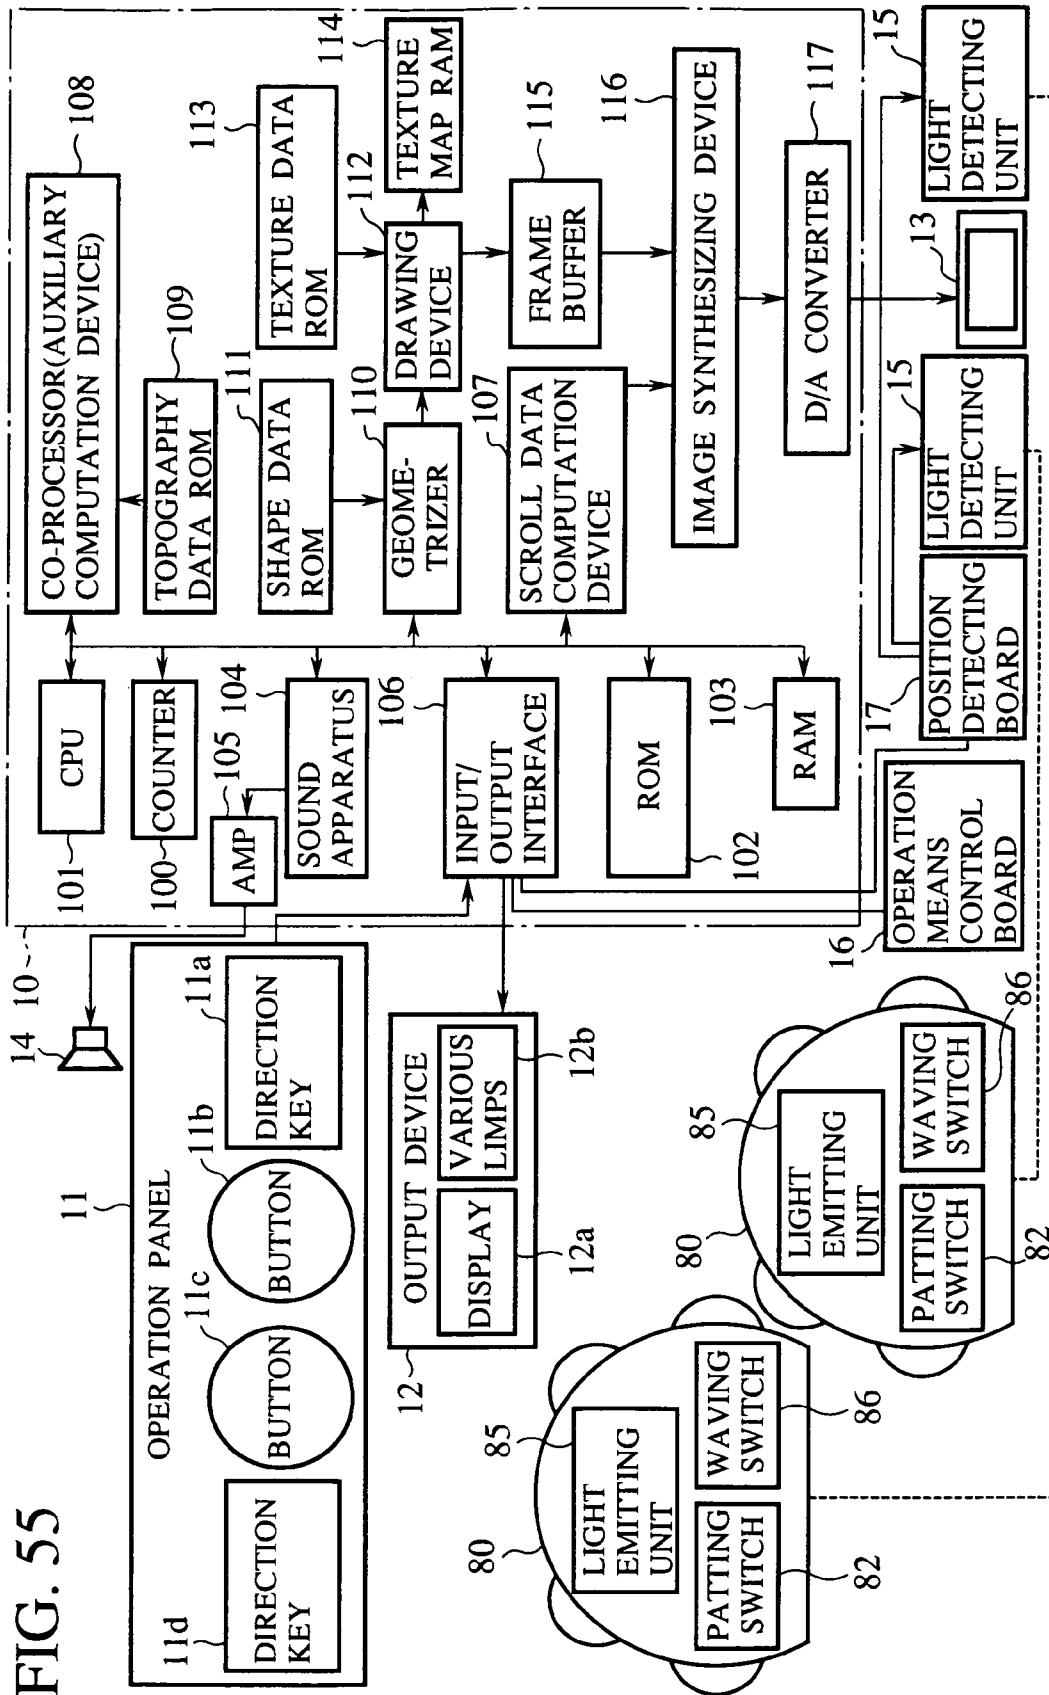 FIG. 55
11
OPERATION PANEL
11d
DIRECTION
KEY
11c
BUTTON
11b
BUTTON
11a
DIRECTION
KEY
14
10
12
OUTPUT DEVICE
DISPLAY
12a
VARIOUS
LIMPS
12b
80
85
LIGHT
EMITTING
UNIT
PATTING
SWITCH
82
WAVING
SWITCH
86
80
85
LIGHT
EMITTING
UNIT
PATTING
SWITCH
82
WAVING
SWITCH
86
101
CPU
100
COUNTER
105
AMP
104
SOUND
APPARATUS
106
INPUT/
OUTPUT
INTERFACE
ROM
102
103
RAM
108
CO-PROCESSOR(AUXILIARY
COMPUTATION DEVICE)
109
TOPOGRAPHY
DATA ROM
111
SHAPE DATA
ROM
113
TEXTURE DATA
ROM
110
GEOME-
TRIZER
112
DRAWING
DEVICE
114
TEXTURE
MAP RAM
107
SCROLL DATA
COMPUTATION
DEVICE
115
FRAME
BUFFER
116
IMAGE SYNTHESIZING DEVICE
117
D/A CONVERTER
16
OPERATION
MEANS
CONTROL
BOARD
17
POSITION
DETECTING
BOARD
15
LIGHT
DETECTING
UNIT
13
15
LIGHT
DETECTING
UNIT